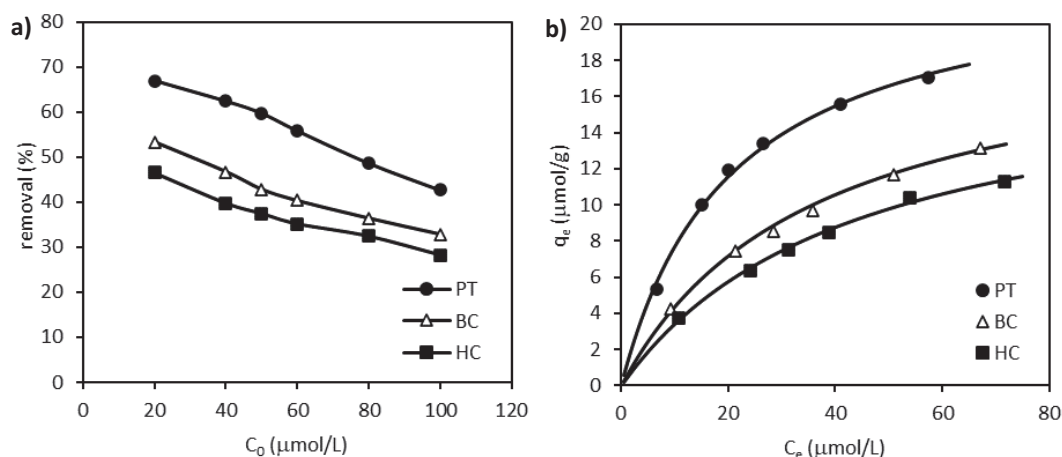 a)
removal (%)
80
70
60
50
40
30
20
10
0
PT
BC
HC
0 20 40 60 80 100 120
C₀ (μmol/L)
b)
qₑ (μmol/g)
20
18
16
14
12
10
8
6
4
2
0
PT
BC
HC
0 20 40 60 80
Cₑ (μmol/L)